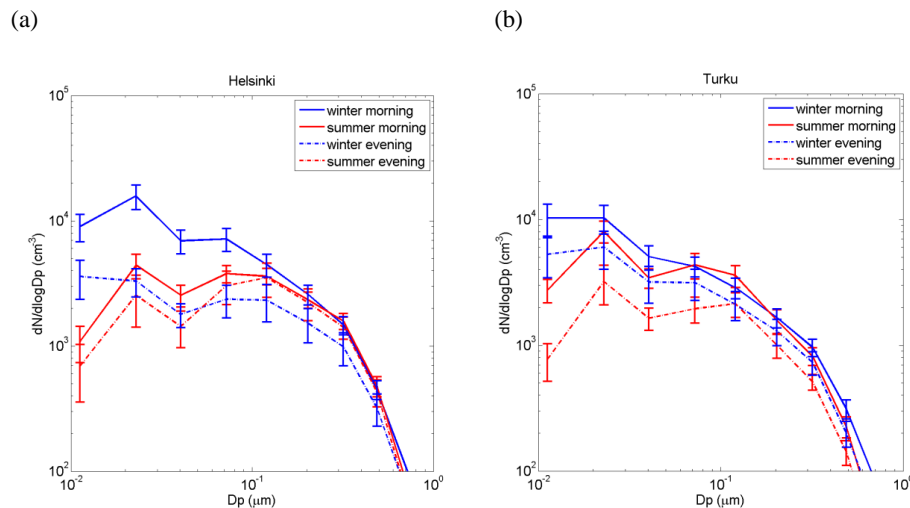 (a)
(b)
Helsinki
10^5
10^4
10^3
10^2
dN/dlogDp (cm^-3)
winter morning
summer morning
winter evening
summer evening
10^-2
10^-1
10^0
Dp (μm)
Turku
10^5
10^4
10^3
10^2
dN/dlogDp (cm^-3)
winter morning
summer morning
winter evening
summer evening
10^-2
10^-1
10^0
Dp (μm)